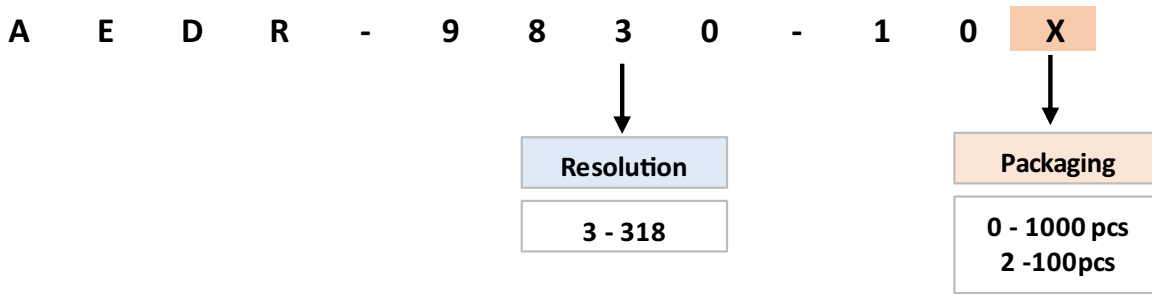 A E D R - 9 8 3 0 - 1 0 X
Resolution
3 - 318
Packaging
0 - 1000 pcs
2 -100pcs